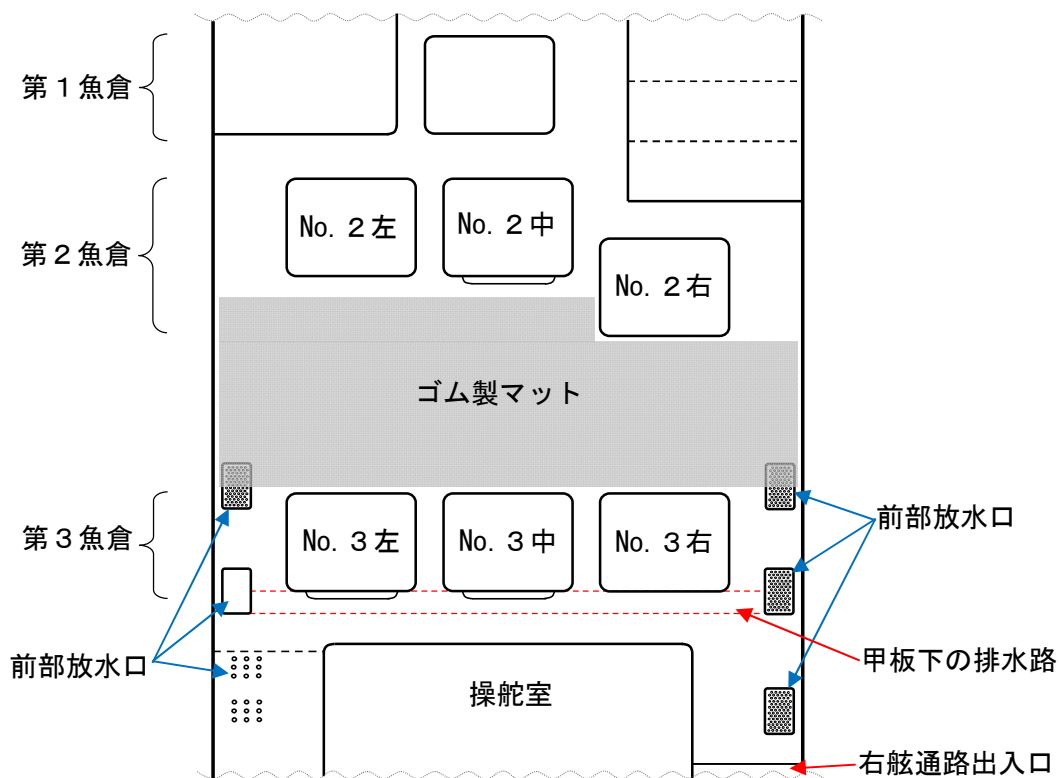 第１魚倉
第２魚倉
No. ２左
No. ２中
No. ２右
ゴム製マット
第３魚倉
No. ３左
No. ３中
No. ３右
前部放水口
前部放水口
甲板下の排水路
操舵室
右舷通路出入口